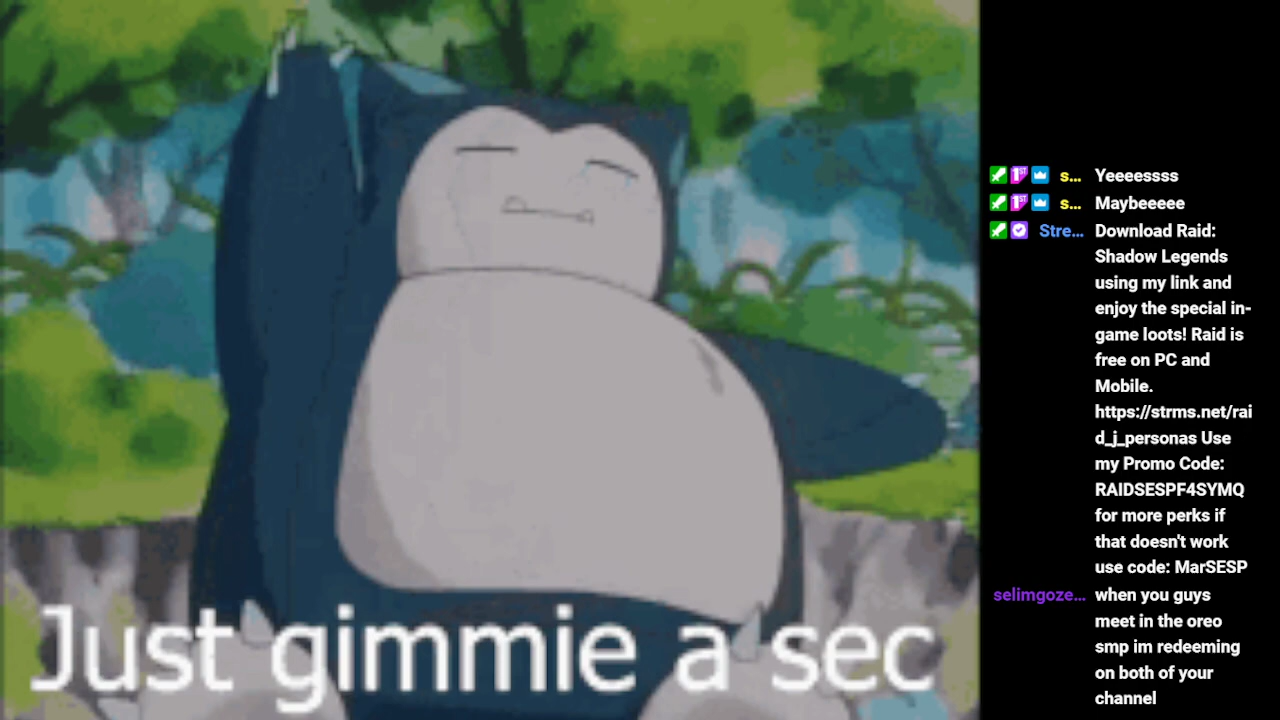 s... Yeeeessss
s... Maybeeeee
Stre... Download Raid:
Shadow Legends
using my link and
enjoy the special in-
game loots! Raid is
free on PC and
Mobile.
https://strms.net/rai
d_j_personas Use
my Promo Code:
RAIDSESPF4SYMQ
for more perks if
that doesn't work
use code: MarSESP
selimgoze... when you guys
meet in the oreo
smp im redeeming
on both of your
channel
Just gimmie a sec